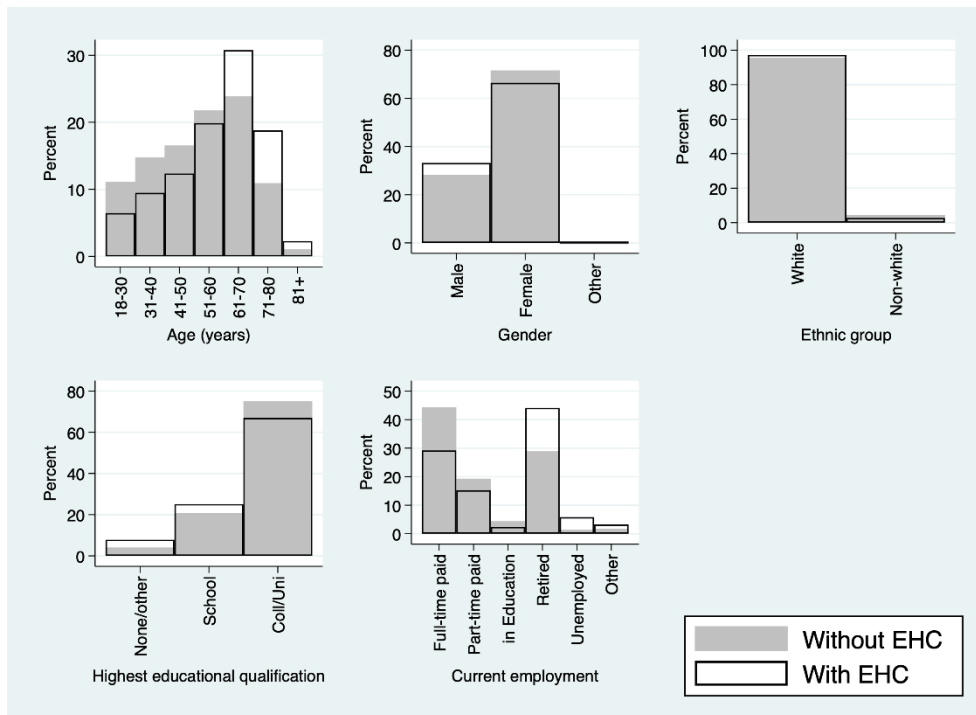 Percent
30
20
10
0
18-30
31-40
41-50
51-60
61-70
71-80
81+
Age (years)
Percent
80
60
40
20
0
Male
Female
Other
Gender
Percent
100
80
60
40
20
0
White
Non-white
Ethnic group
Percent
80
60
40
20
0
None/other
School
Coll/Uni
Highest educational qualification
Percent
50
40
30
20
10
0
Full-time paid
Part-time paid
in Education
Retired
Unemployed
Other
Current employment
Without EHC
With EHC